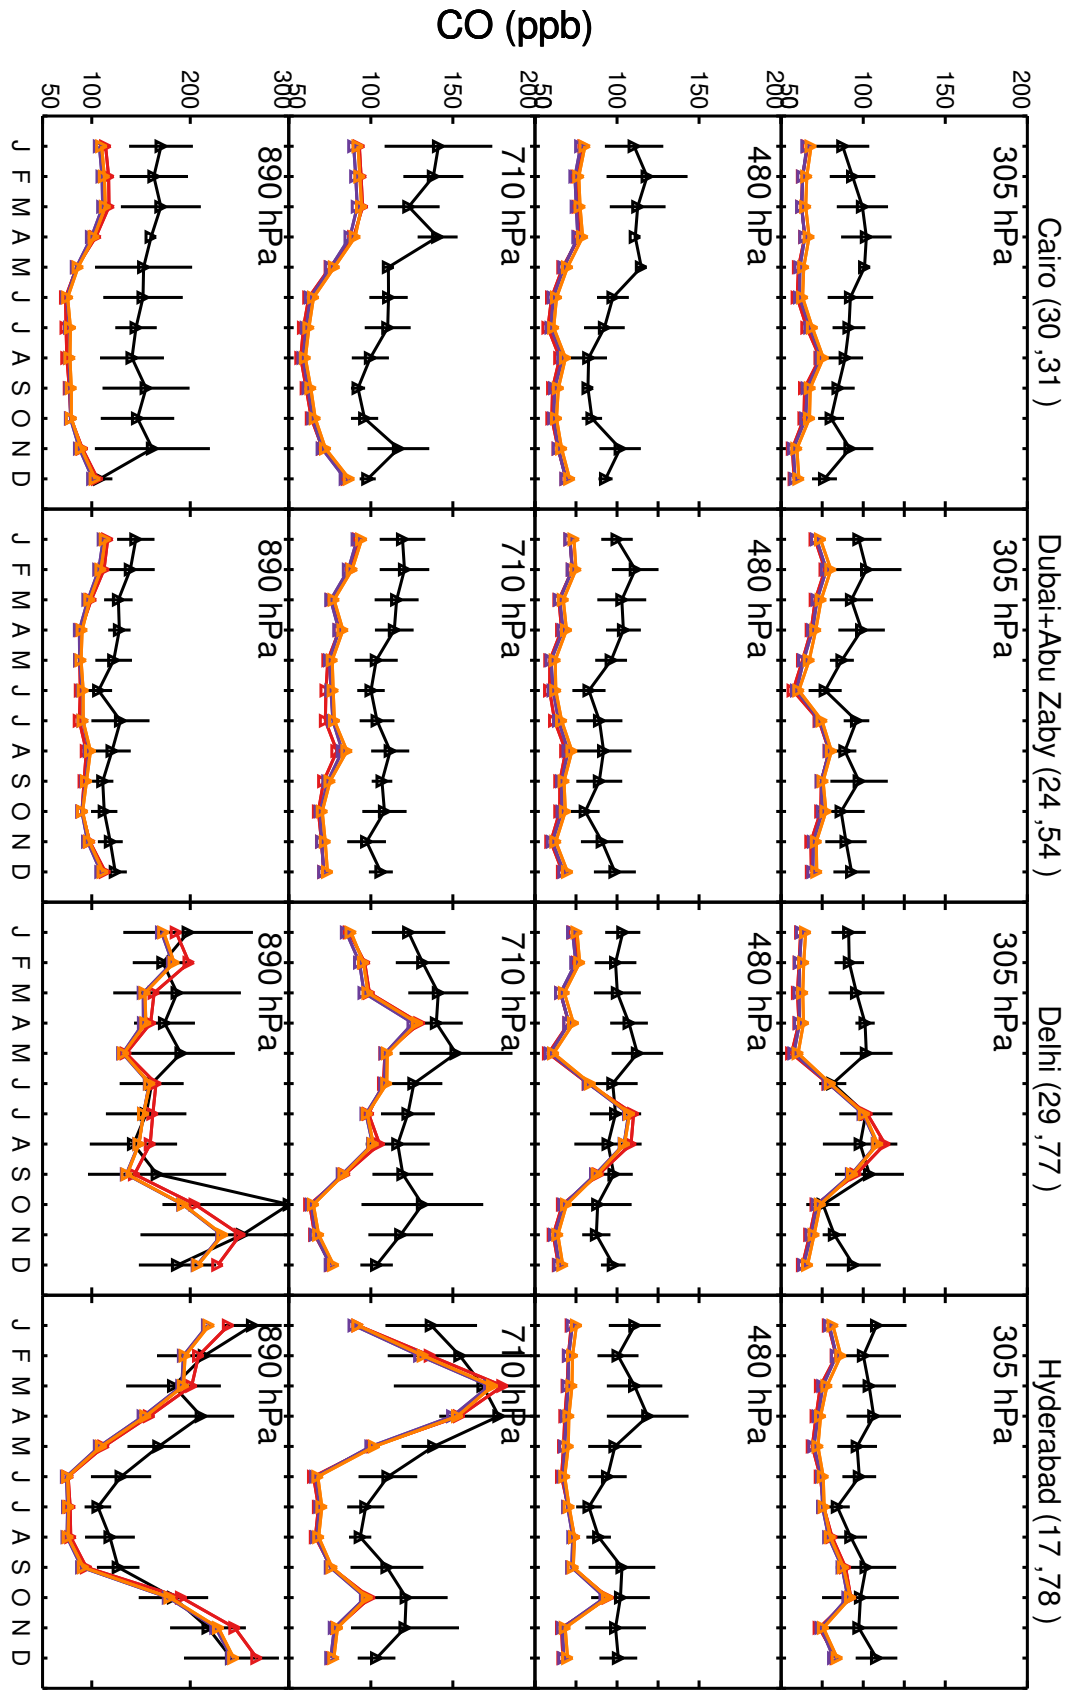 CO (ppb)
Cairo (30 ,31 )
Dubai+Abu Zaby (24 ,54 )
Delhi (29 ,77 )
Hyderabad (17 ,78 )
200
150
100
50
305 hPa
305 hPa
305 hPa
305 hPa
200
150
100
50
480 hPa
480 hPa
480 hPa
480 hPa
200
150
100
50
710 hPa
710 hPa
710 hPa
710 hPa
300
200
100
50
890 hPa
890 hPa
890 hPa
890 hPa
J F M A M J J A S O N D
J F M A M J J A S O N D
J F M A M J J A S O N D
J F M A M J J A S O N D